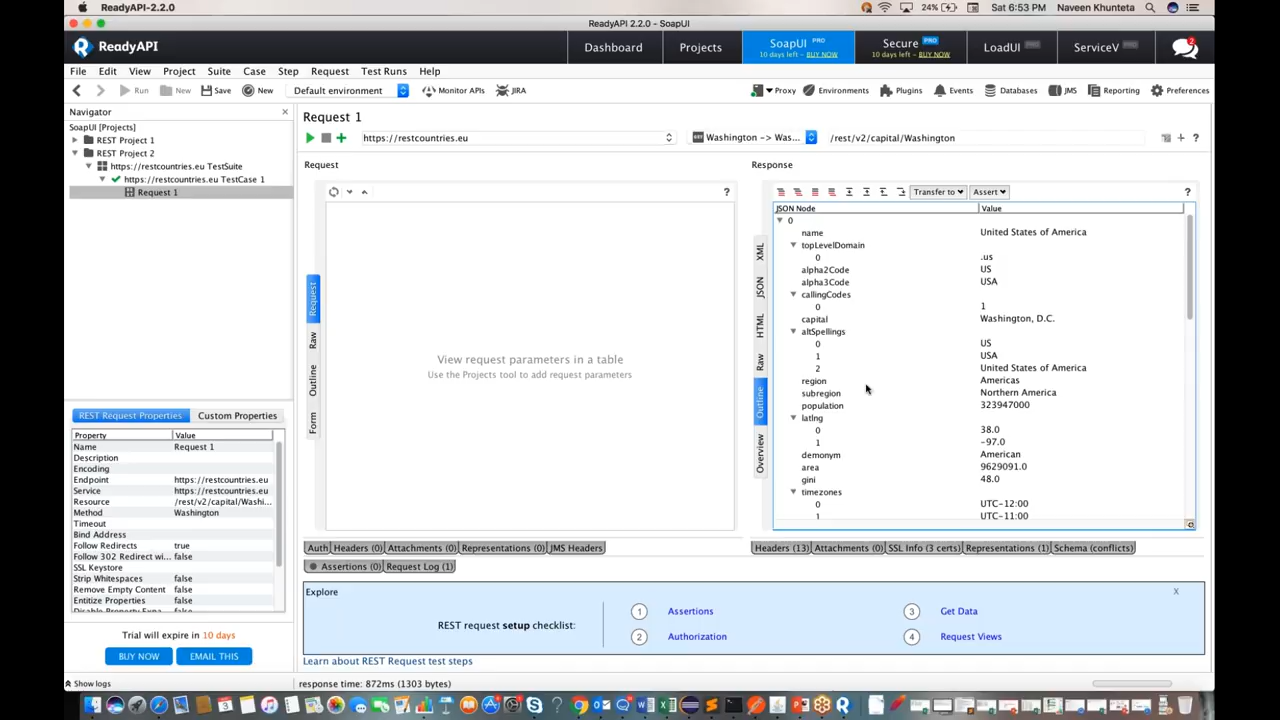 ReadyAPI-2.2.0
24%
Sat 6:53 PM
Naveen Khunteta
ReadyAPI 2.2.0 - SoapUI
ReadyAPI
Dashboard
Projects
SoapUI PRO
10 days left - BUY NOW
Secure PRO
10 days left - BUY NOW
LoadUI PRO
ServiceV PRO
2
File Edit View Project Suite Case Step Request Test Runs Help
Run New Save New Default environment Monitor APIs JIRA
Proxy Environments Plugins Events Databases JMS Reporting Preferences
Navigator
SoapUI [Projects]
REST Project 1
REST Project 2
https://restcountries.eu TestSuite
https://restcountries.eu TestCase 1
Request 1
REST Request Properties Custom Properties
Property Value
Name Request 1
Description
Encoding
Endpoint https://restcountries.eu
Service https://restcountries.eu
Resource /rest/v2/capital/Washi...
Method Washington
Timeout
Bind Address
Follow Redirects true
Follow 302 Redirect wi... false
SSL Keystore
Strip Whitespaces false
Remove Empty Content false
Entitize Properties false
Trial will expire in 10 days
BUY NOW EMAIL THIS
Show logs
Request 1
https://restcountries.eu
Washington -> Was...
/rest/v2/capital/Washington
?
Request
?
Request
Raw
Outline
Form
View request parameters in a table
Use the Projects tool to add request parameters
Auth Headers (0) Attachments (0) Representations (0) JMS Headers
Assertions (0) Request Log (1)
Response
Transfer to Assert ?
XML
JSON
HTML
Raw
Outline
Overview
JSON Node Value
0
name United States of America
topLevelDomain
0 .us
alpha2Code US
alpha3Code USA
callingCodes
0 1
capital Washington, D.C.
altSpellings
0 US
1 USA
2 United States of America
region Americas
subregion Northern America
population 323947000
latlng
0 38.0
1 -97.0
demonym American
area 9629091.0
gini 48.0
timezones
0 UTC-12:00
1 UTC-11:00
Headers (13) Attachments (0) SSL Info (3 certs) Representations (1) Schema (conflicts)
Explore X
REST request setup checklist:
1 Assertions
2 Authorization
3 Get Data
4 Request Views
Learn about REST Request test steps
response time: 872ms (1303 bytes)